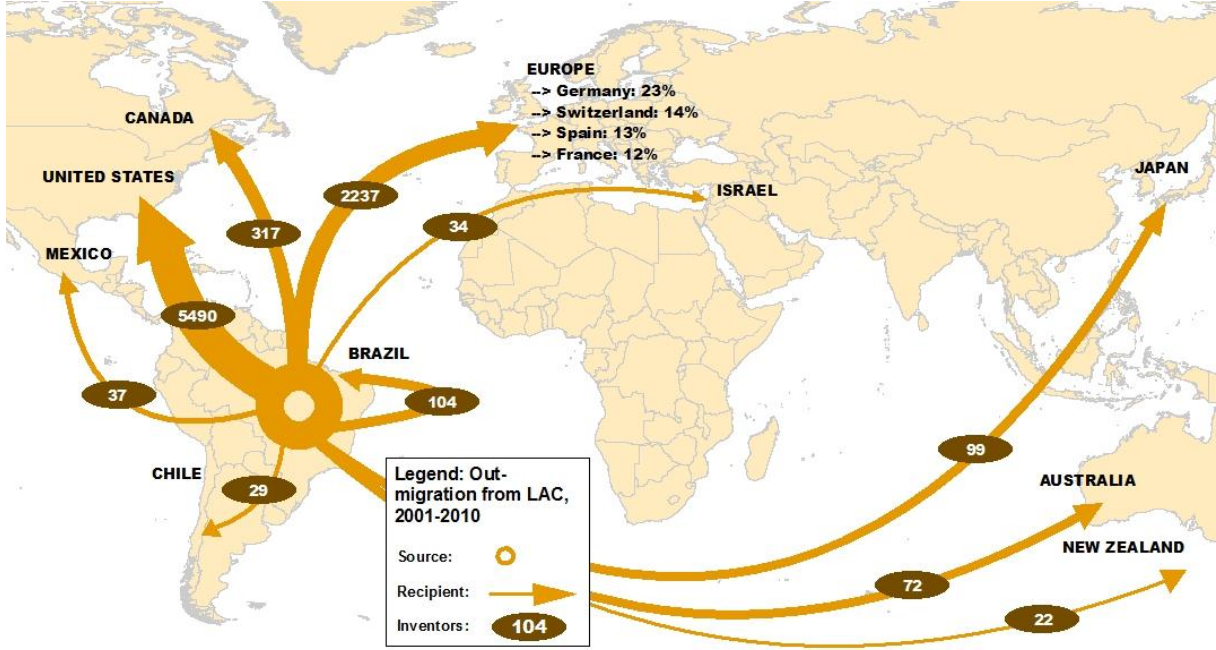 EUROPE
--> Germany: 23%
--> Switzerland: 14%
--> Spain: 13%
--> France: 12%
CANADA
UNITED STATES
JAPAN
ISRAEL
2237
317
34
MEXICO
5490
BRAZIL
37
104
99
CHILE
29
AUSTRALIA
NEW ZEALAND
72
22
Legend: Out-
migration from LAC,
2001-2010
Source:
Recipient:
Inventors: 104